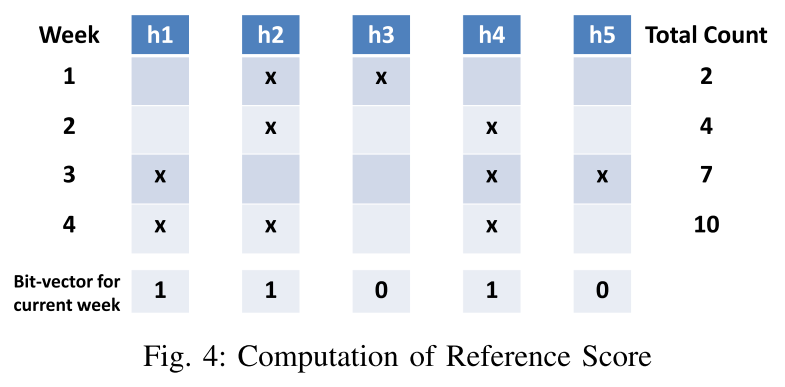 Week h1 h2 h3 h4 h5 Total Count
1 x x 2
2 x x 4
3 x x x 7
4 x x x 10
Bit-vector for
current week 1 1 0 1 0
Fig. 4: Computation of Reference Score